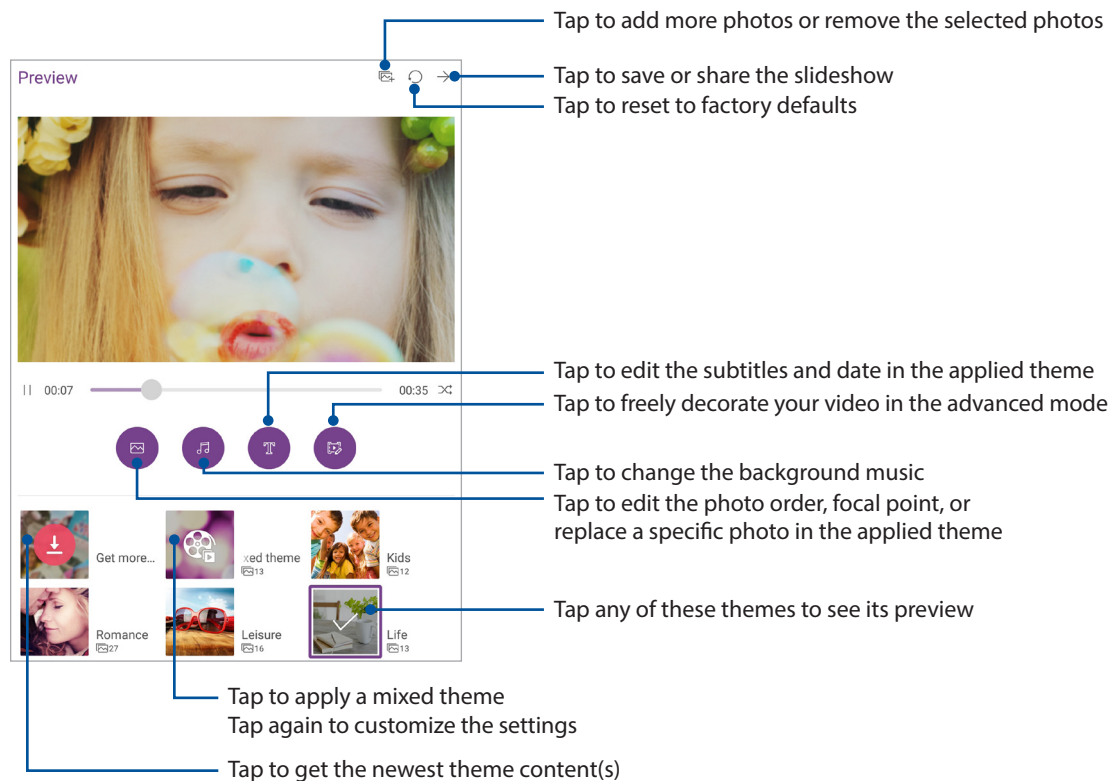 Tap to add more photos or remove the selected photos
Preview
Tap to save or share the slideshow
Tap to reset to factory defaults
00:07
00:35
Tap to edit the subtitles and date in the applied theme
Tap to freely decorate your video in the advanced mode
T
Tap to change the background music
Tap to edit the photo order, focal point, or
replace a specific photo in the applied theme
Get more...
xed theme
13
Kids
12
Tap any of these themes to see its preview
Romance
27
Leisure
16
Life
13
Tap to apply a mixed theme
Tap again to customize the settings
Tap to get the newest theme content(s)